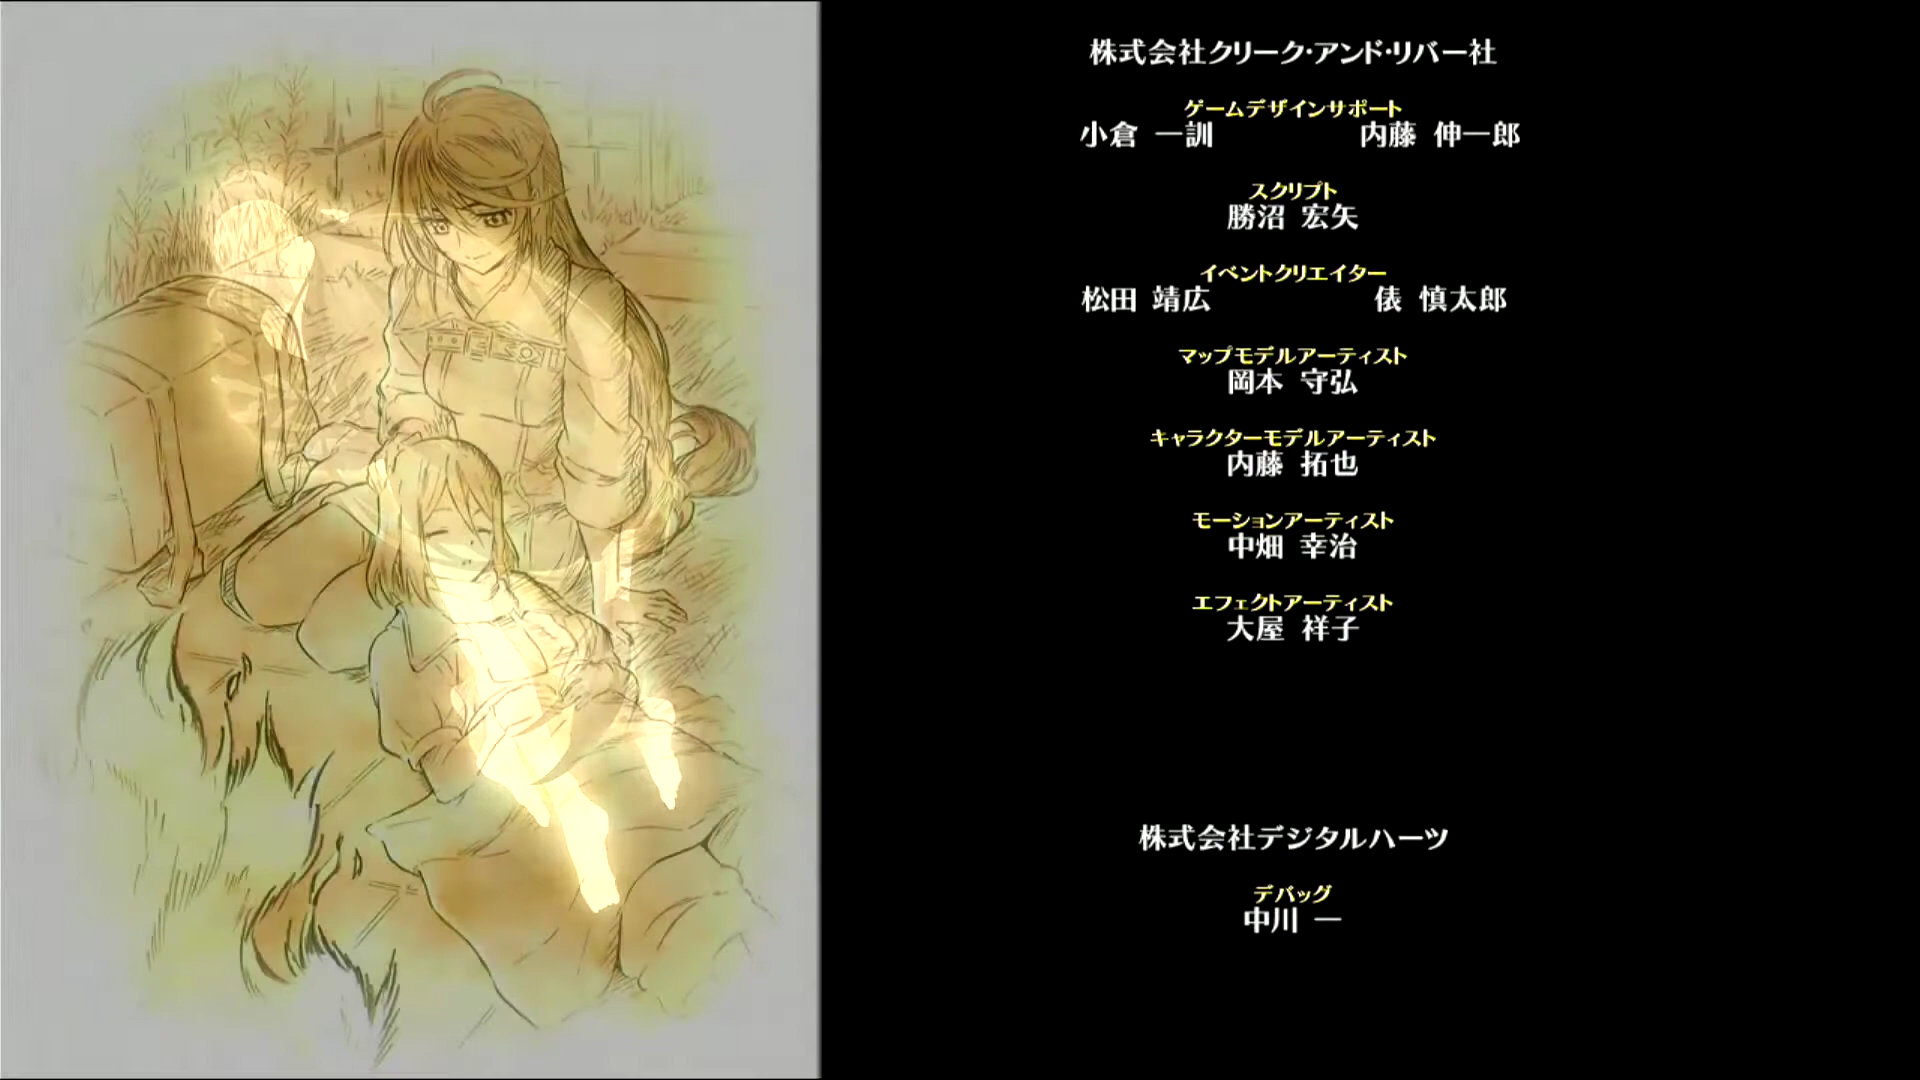 株式会社クリーク・アンド・リバー社
ゲームデザインサポート
小倉 一訓 内藤 伸一郎
スクリプト
勝沼 宏矢
イベントクリエイター
松田 靖広 俵 慎太郎
マップモデルアーティスト
岡本 守弘
キャラクターモデルアーティスト
内藤 拓也
モーションアーティスト
中畑 幸治
エフェクトアーティスト
大屋 祥子
株式会社デジタルハーツ
デバッグ
中川 一